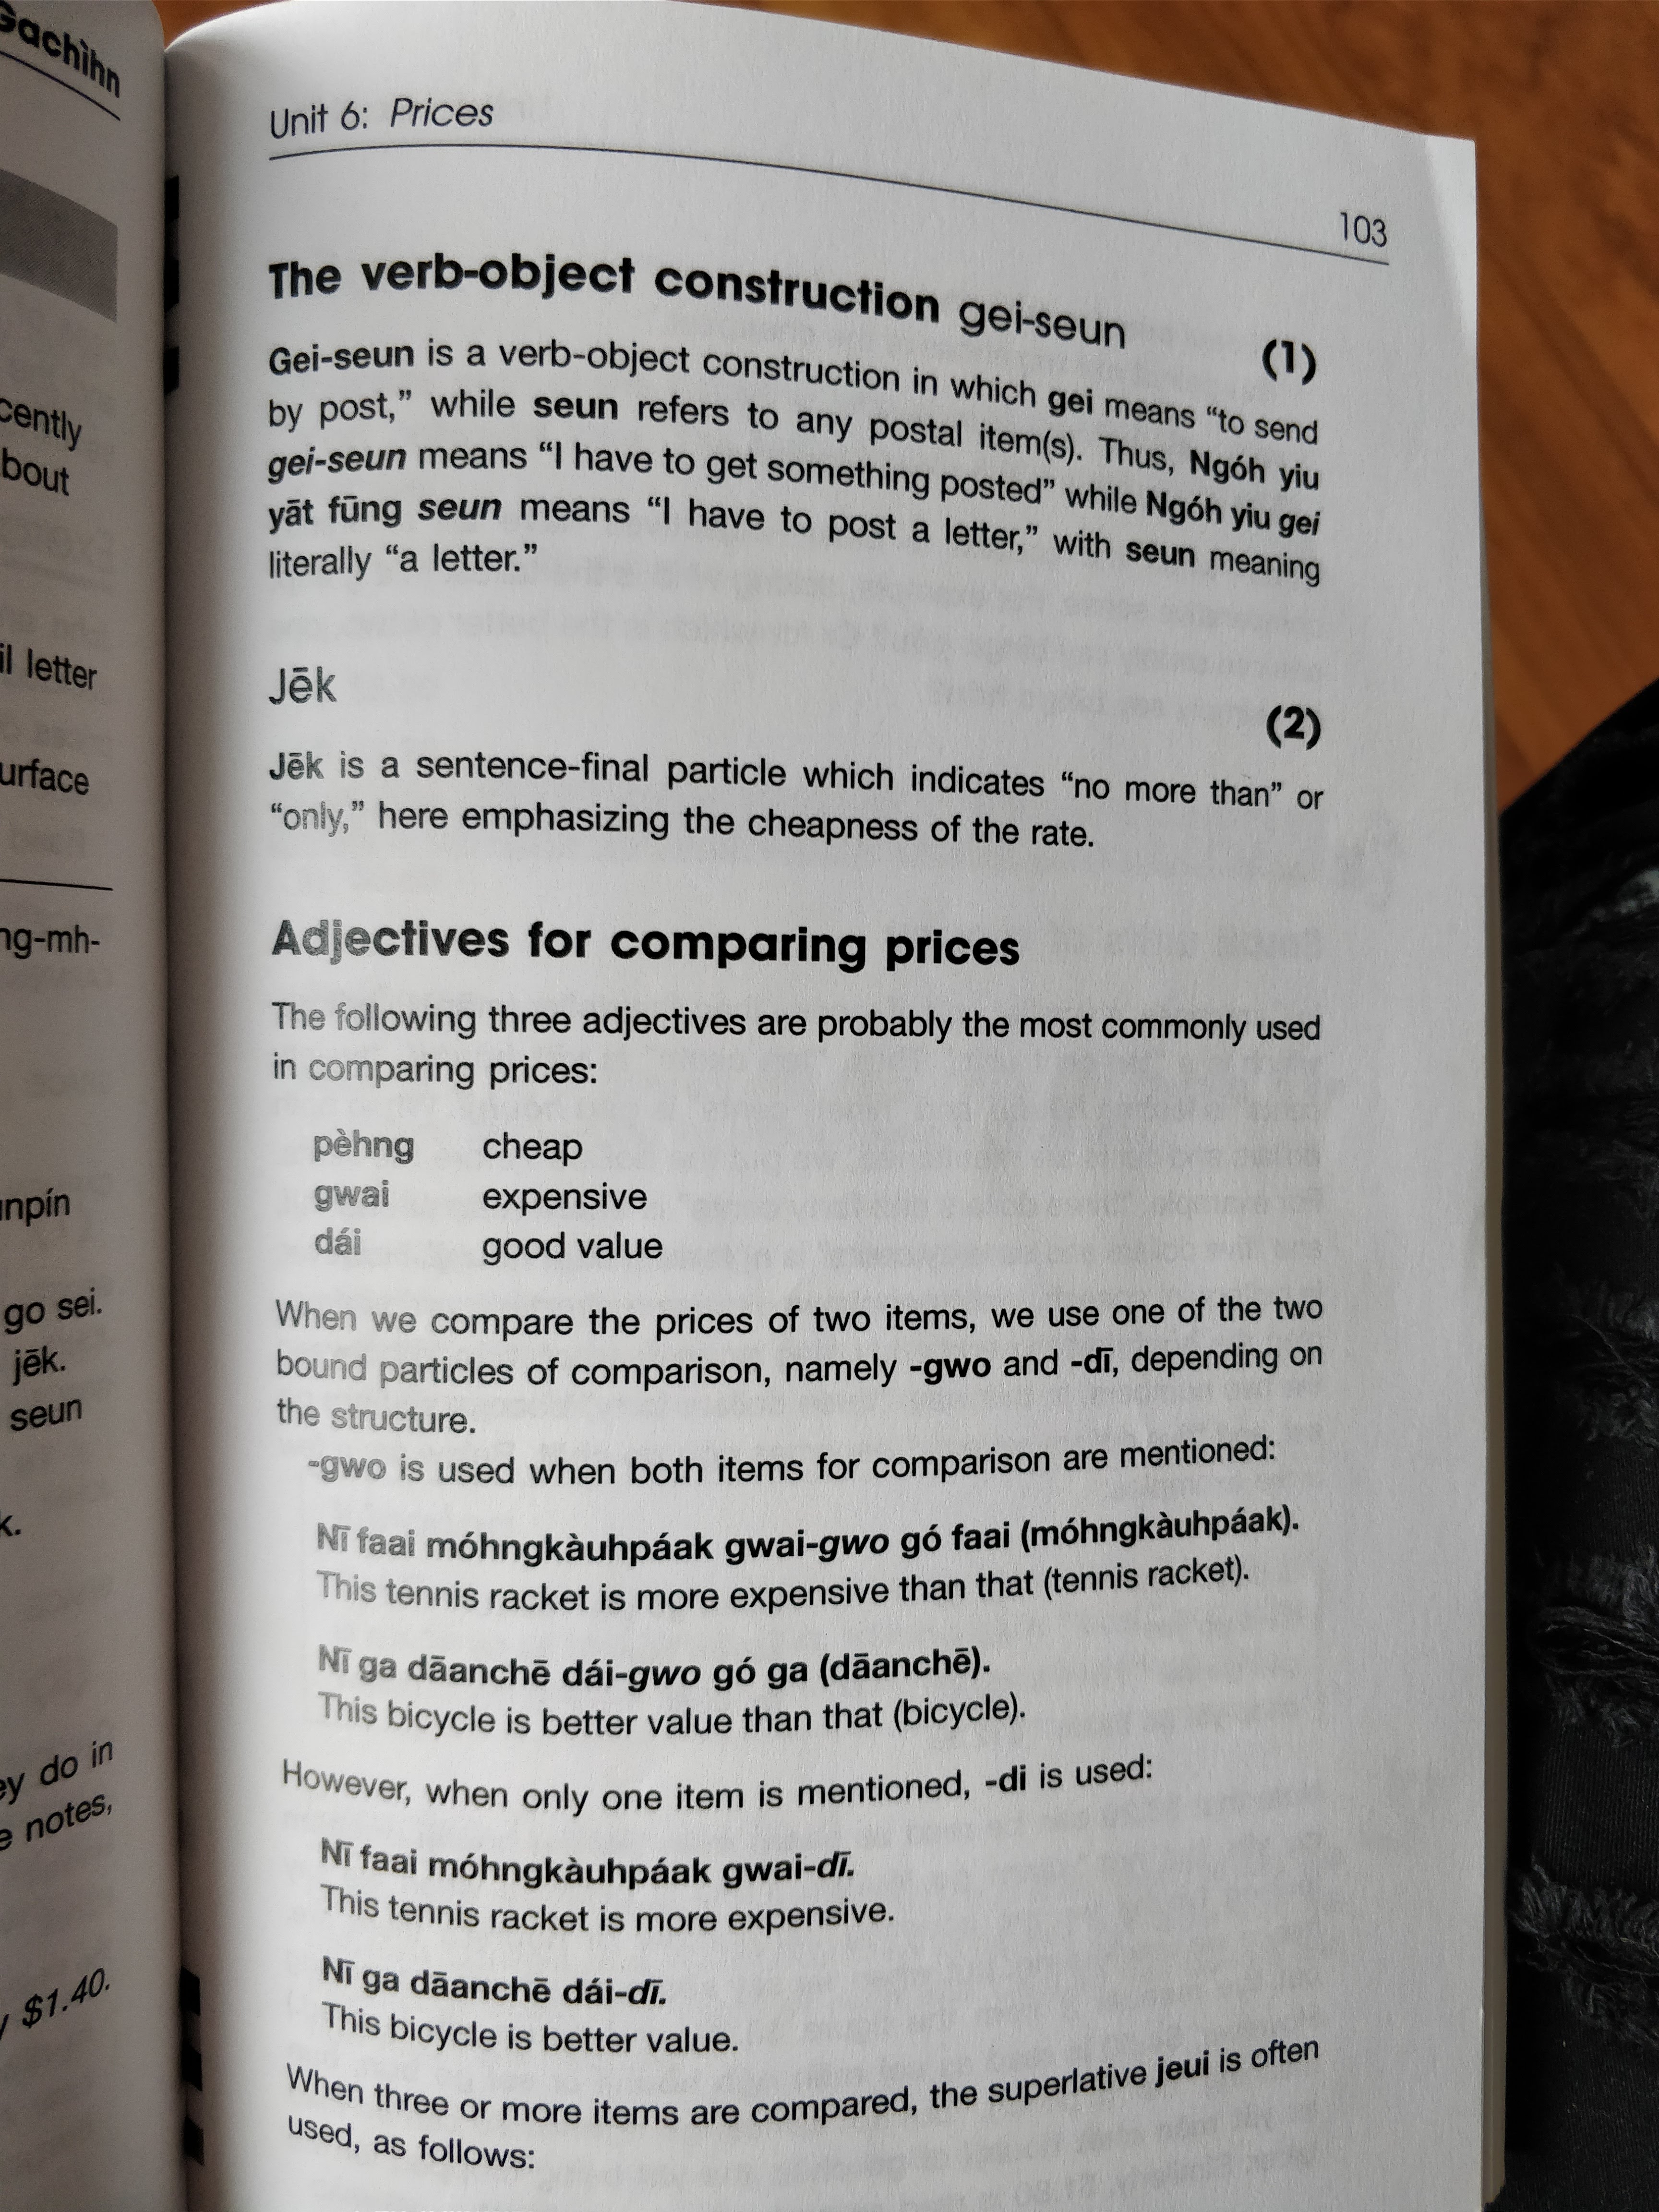 Gachìhn
cently
bout
il letter
urface
ng-mh-
npín
go sei.
jēk.
seun
k.
ey do in
e notes,
$1.40.
Unit 6: Prices
103
The verb-object construction gei-seun (1)
Gei-seun is a verb-object construction in which gei means “to send
by post,” while seun refers to any postal item(s). Thus, Ngóh yiu
gei-seun means “I have to get something posted” while Ngóh yiu gei
yāt fūng seun means “I have to post a letter,” with seun meaning
literally “a letter.”
Jēk (2)
Jēk is a sentence-final particle which indicates “no more than” or
“only,” here emphasizing the cheapness of the rate.
Adjectives for comparing prices
The following three adjectives are probably the most commonly used
in comparing prices:
pèhng cheap
gwai expensive
dái good value
When we compare the prices of two items, we use one of the two
bound particles of comparison, namely -gwo and -dī, depending on
the structure.
-gwo is used when both items for comparison are mentioned:
Nī faai móhngkàuhpáak gwai-gwo gó faai (móhngkàuhpáak).
This tennis racket is more expensive than that (tennis racket).
Nī ga dāanchē dái-gwo gó ga (dāanchē).
This bicycle is better value than that (bicycle).
However, when only one item is mentioned, -di is used:
Nī faai móhngkàuhpáak gwai-dī.
This tennis racket is more expensive.
Nī ga dāanchē dái-dī.
This bicycle is better value.
When three or more items are compared, the superlative jeui is often
used, as follows: